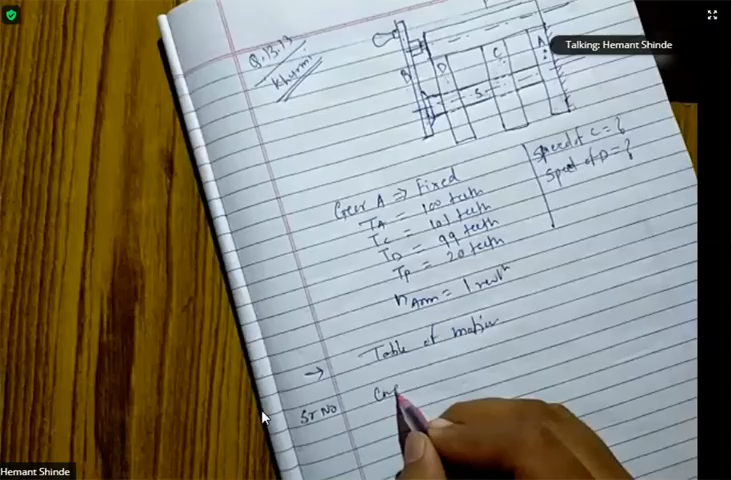 Talking: Hemant Shinde
Q.13.13
Khurmi
B
D
C
A
S
Gear A ⇒ Fixed
TA = 100 teeth
TC = 101 teeth
TD = 99 teeth
TP = 20 teeth
nArm = 1 revn
Speed of C = ?
Speed of D = ?
→ Table of motion
Sr No
Hemant Shinde